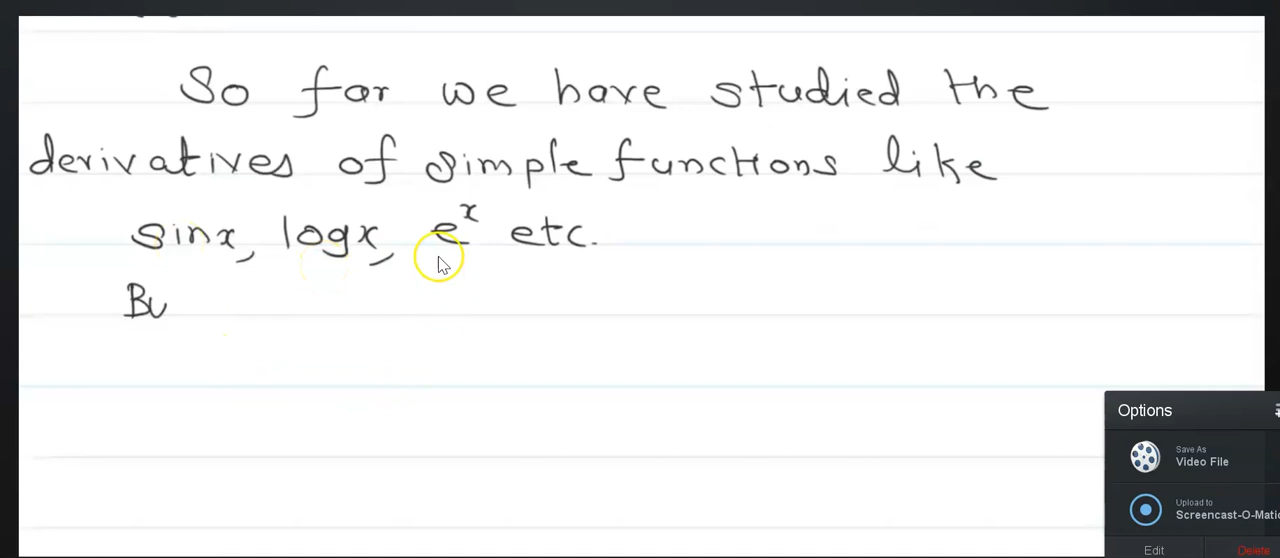 So far we have studied the
derivatives of simple functions like
sinx, logx, eˣ etc.
Bu
Options
Save As
Video File
Upload to
Screencast-O-Matic
Edit
Delete